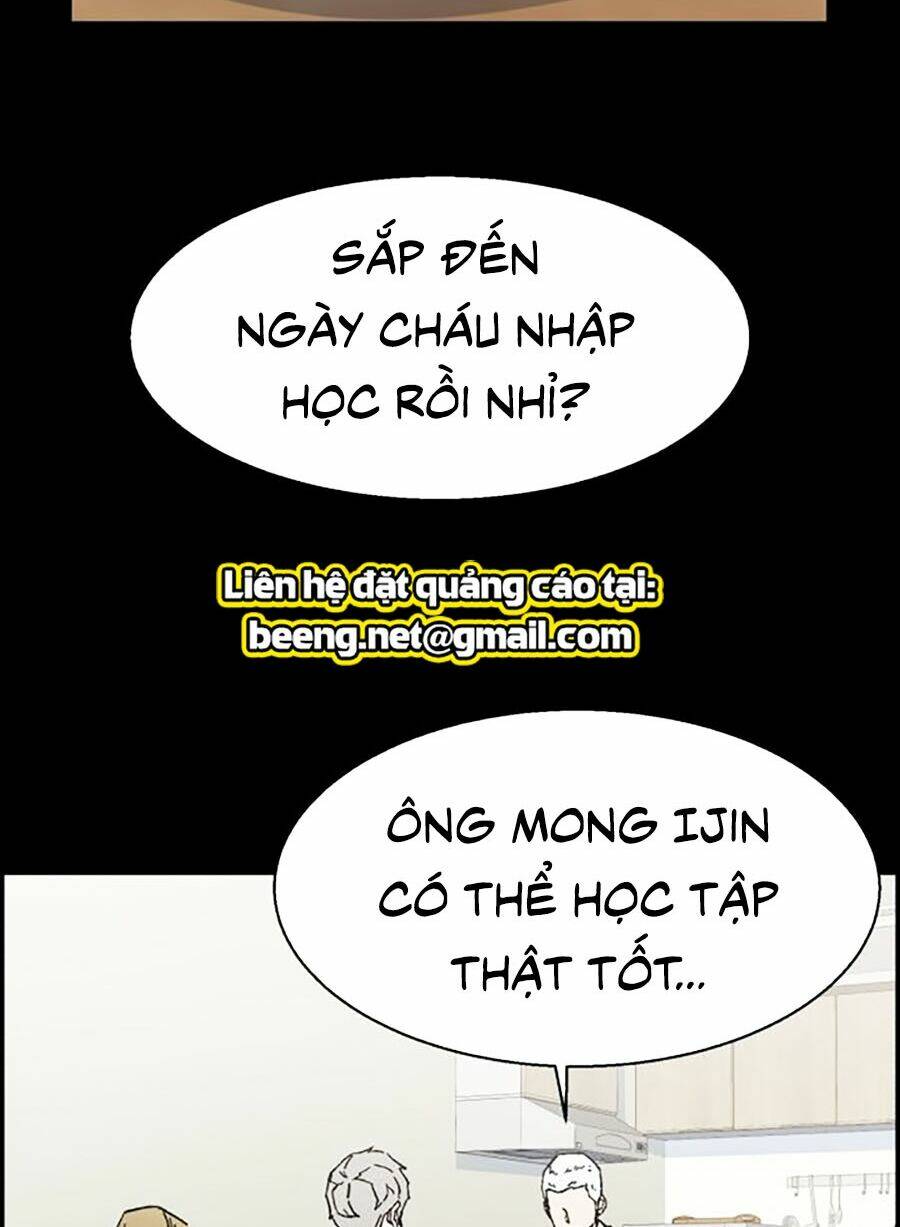 SẮP ĐẾN
NGÀY CHÁU NHẬP
HỌC RỒI NHỈ?
Liên hệ đặt quảng cáo tại:
beeng.net@gmail.com
ÔNG MONG IJIN
CÓ THỂ HỌC TẬP
THẬT TỐT...